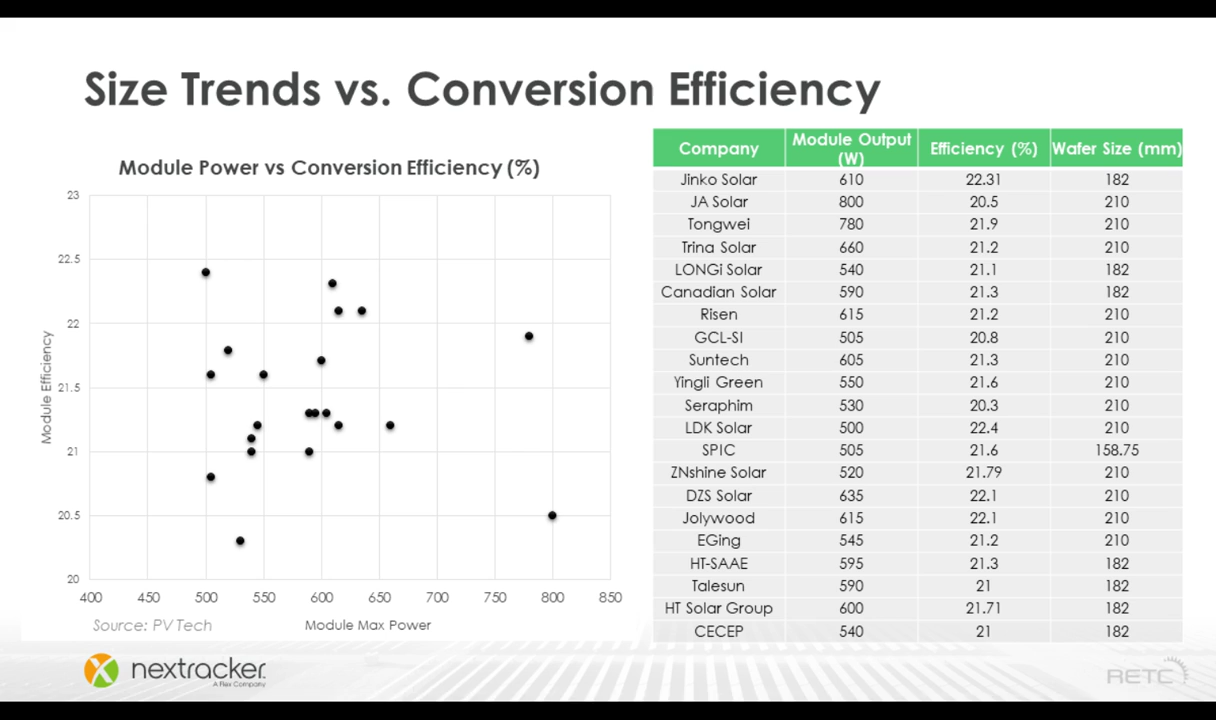 Size Trends vs. Conversion Efficiency
Module Power vs Conversion Efficiency (%)
23
22.5
22
21.5
21
20.5
20
Module Efficiency
400 450 500 550 600 650 700 750 800 850
Source: PV Tech
Module Max Power
Company Module Output (W) Efficiency (%) Wafer Size (mm)
Jinko Solar 610 22.31 182
JA Solar 800 20.5 210
Tongwei 780 21.9 210
Trina Solar 660 21.2 210
LONGi Solar 540 21.1 182
Canadian Solar 590 21.3 182
Risen 615 21.2 210
GCL-SI 505 20.8 210
Suntech 605 21.3 210
Yingli Green 550 21.6 210
Seraphim 530 20.3 210
LDK Solar 500 22.4 210
SPIC 505 21.6 158.75
ZNshine Solar 520 21.79 210
DZS Solar 635 22.1 210
Jolywood 615 22.1 210
EGing 545 21.2 210
HT-SAAE 595 21.3 182
Talesun 590 21 182
HT Solar Group 600 21.71 182
CECEP 540 21 182
nextracker.
A Flex Company
RETC